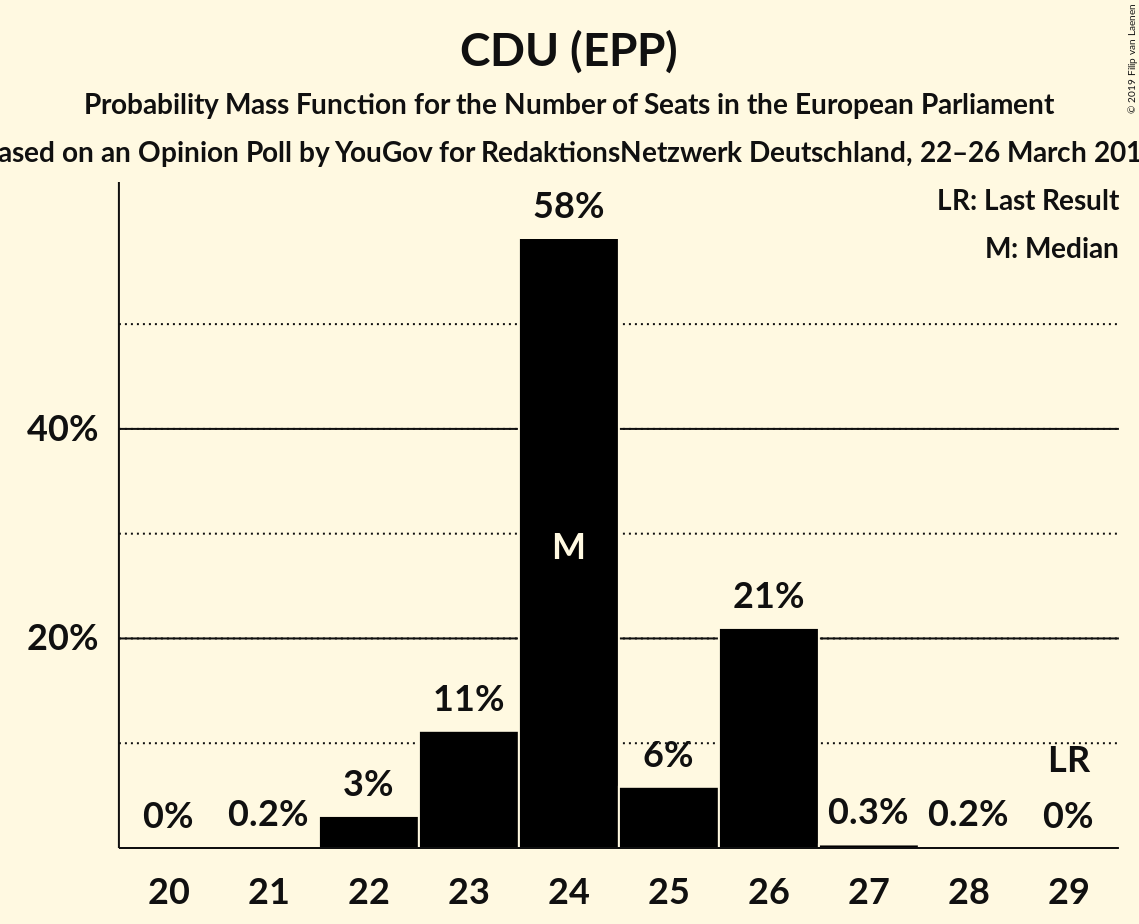 CDU (EPP)
Probability Mass Function for the Number of Seats in the European Parliament
ased on an Opinion Poll by YouGov for RedaktionsNetzwerk Deutschland, 22–26 March 201
© 2019 Filip van Laenen
LR: Last Result
M: Median
58%
40%
M
21%
20%
11%
6%
LR
3%
0%
0.2%
0.3%
0.2%
0%
20 21 22 23 24 25 26 27 28 29